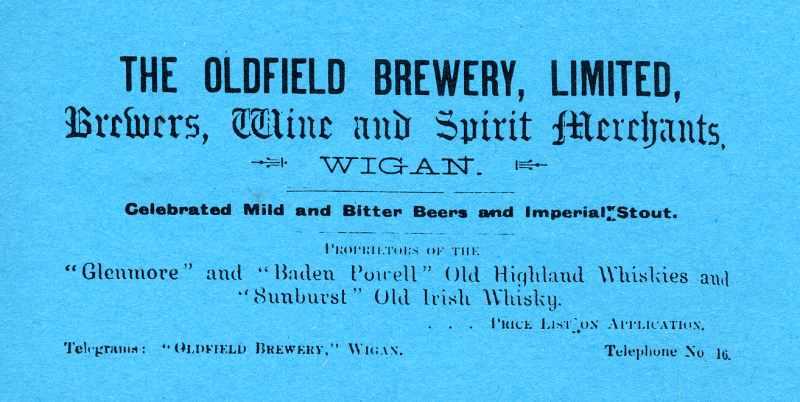 THE OLDFIELD BREWERY, LIMITED,
Brewers, Wine and Spirit Merchants,
WIGAN.
Celebrated Mild and Bitter Beers and Imperial Stout.
PROPRIETORS OF THE
"Glenmore" and "Baden Powell" Old Highland Whiskies and
"Sunburst" Old Irish Whisky.
. . . PRICE LIST ON APPLICATION.
Telegrams: "OLDFIELD BREWERY," WIGAN.
Telephone No 16.